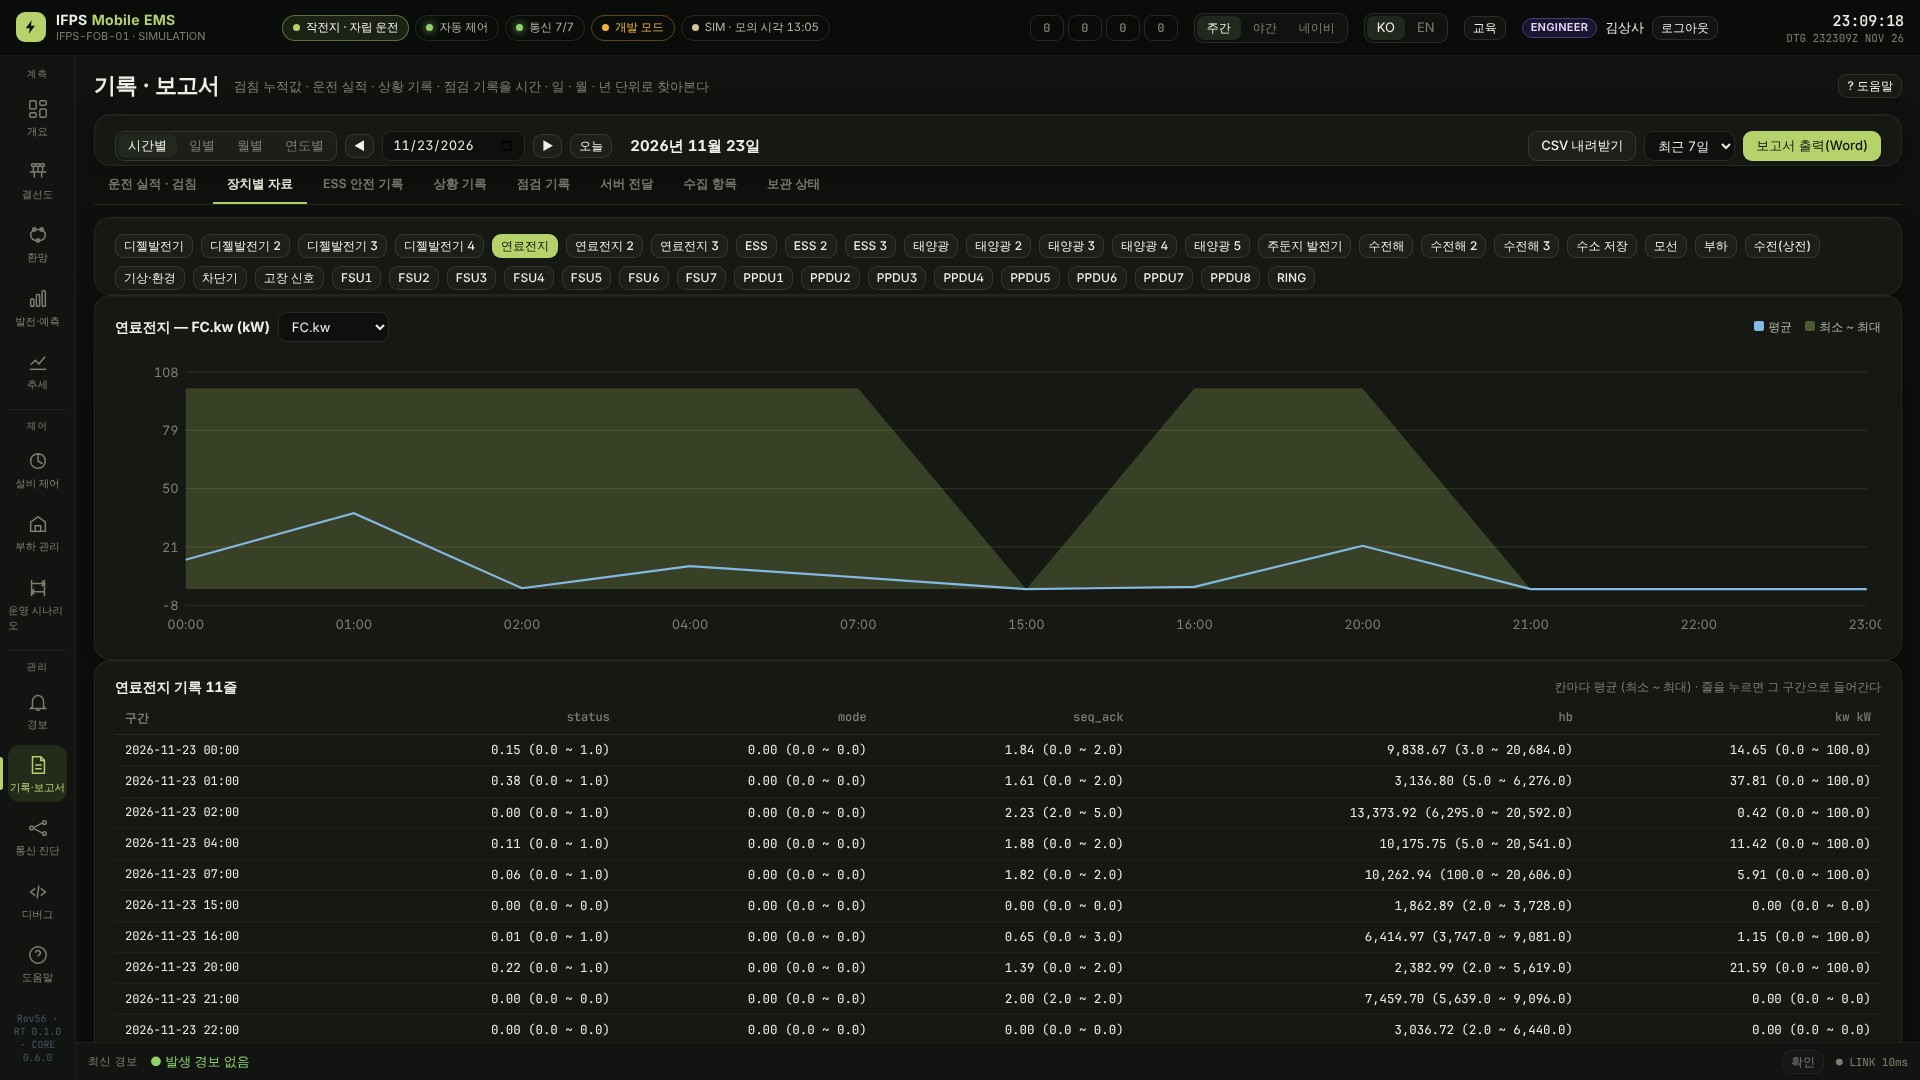 IFPS Mobile EMS
IFPS-FOB-01 · SIMULATION
작전지 · 자립 운전
자동 제어
통신 7/7
개발 모드
SIM · 모의 시각 13:05
0 0 0 0
주간 야간 네이비
KO EN
교육
ENGINEER 김상사 로그아웃
23:09:18
DTG 232309Z NOV 26
계측
개요
결선도
환망
발전·예측
추세
제어
설비 제어
부하 관리
운영 시나리
오
관리
경보
기록·보고서
통신 진단
디버그
도움말
Rev56 ·
RT 0.1.0
· CORE
0.6.0
기록 · 보고서 검침 누적값 · 운전 실적 · 상황 기록 · 점검 기록을 시간 · 일 · 월 · 년 단위로 찾아본다
? 도움말
시간별 일별 월별 연도별 ◀ 11/23/2026 ▶ 오늘 2026년 11월 23일
CSV 내려받기 최근 7일 보고서 출력(Word)
운전 실적 · 검침 장치별 자료 ESS 안전 기록 상황 기록 점검 기록 서버 전달 수집 항목 보관 상태
디젤발전기 디젤발전기 2 디젤발전기 3 디젤발전기 4 연료전지 연료전지 2 연료전지 3 ESS ESS 2 ESS 3 태양광 태양광 2 태양광 3 태양광 4 태양광 5 주둔지 발전기 수전해 수전해 2 수전해 3 수소 저장 모선 부하 수전(상전)
기상·환경 차단기 고장 신호 FSU1 FSU2 FSU3 FSU4 FSU5 FSU6 FSU7 PPDU1 PPDU2 PPDU3 PPDU4 PPDU5 PPDU6 PPDU7 PPDU8 RING
연료전지 — FC.kw (kW) FC.kw
평균 최소 ~ 최대
108
79
50
21
-8
00:00 01:00 02:00 04:00 07:00 15:00 16:00 20:00 21:00 22:00 23:00
연료전지 기록 11줄
칸마다 평균 (최소 ~ 최대) · 줄을 누르면 그 구간으로 들어간다
구간 status mode seq_ack hb kw kW
2026-11-23 00:00 0.15 (0.0 ~ 1.0) 0.00 (0.0 ~ 0.0) 1.84 (0.0 ~ 2.0) 9,838.67 (3.0 ~ 20,684.0) 14.65 (0.0 ~ 100.0)
2026-11-23 01:00 0.38 (0.0 ~ 1.0) 0.00 (0.0 ~ 0.0) 1.61 (0.0 ~ 2.0) 3,136.80 (5.0 ~ 6,276.0) 37.81 (0.0 ~ 100.0)
2026-11-23 02:00 0.00 (0.0 ~ 1.0) 0.00 (0.0 ~ 0.0) 2.23 (2.0 ~ 5.0) 13,373.92 (6,295.0 ~ 20,592.0) 0.42 (0.0 ~ 100.0)
2026-11-23 04:00 0.11 (0.0 ~ 1.0) 0.00 (0.0 ~ 0.0) 1.88 (0.0 ~ 2.0) 10,175.75 (5.0 ~ 20,541.0) 11.42 (0.0 ~ 100.0)
2026-11-23 07:00 0.06 (0.0 ~ 1.0) 0.00 (0.0 ~ 0.0) 1.82 (0.0 ~ 2.0) 10,262.94 (100.0 ~ 20,606.0) 5.91 (0.0 ~ 100.0)
2026-11-23 15:00 0.00 (0.0 ~ 0.0) 0.00 (0.0 ~ 0.0) 0.00 (0.0 ~ 0.0) 1,862.89 (2.0 ~ 3,728.0) 0.00 (0.0 ~ 0.0)
2026-11-23 16:00 0.01 (0.0 ~ 1.0) 0.00 (0.0 ~ 0.0) 0.65 (0.0 ~ 3.0) 6,414.97 (3,747.0 ~ 9,081.0) 1.15 (0.0 ~ 100.0)
2026-11-23 20:00 0.22 (0.0 ~ 1.0) 0.00 (0.0 ~ 0.0) 1.39 (0.0 ~ 2.0) 2,382.99 (2.0 ~ 5,619.0) 21.59 (0.0 ~ 100.0)
2026-11-23 21:00 0.00 (0.0 ~ 0.0) 0.00 (0.0 ~ 0.0) 2.00 (2.0 ~ 2.0) 7,459.70 (5,639.0 ~ 9,096.0) 0.00 (0.0 ~ 0.0)
2026-11-23 22:00 0.00 (0.0 ~ 0.0) 0.00 (0.0 ~ 0.0) 0.00 (0.0 ~ 0.0) 3,036.72 (2.0 ~ 6,440.0) 0.00 (0.0 ~ 0.0)
최신 경보 발생 경보 없음
확인 LINK 10ms